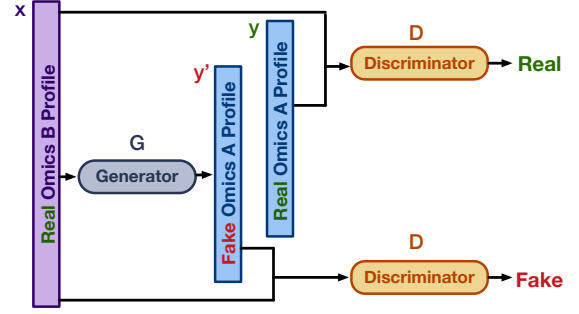 x
Real Omics B Profile
G
Generator
y'
Fake Omics A Profile
y
Real Omics A Profile
D
Discriminator
Real
D
Discriminator
Fake